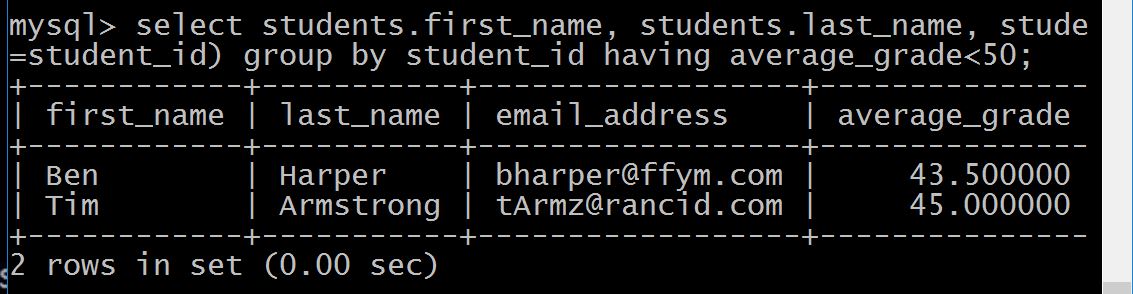 mysql> select students.first_name, students.last_name, stude
=student_id) group by student_id having average_grade<50;
+------------+-----------+------------------+---------------
| first_name | last_name | email_address    | average_grade
+------------+-----------+------------------+---------------
| Ben        | Harper    | bharper@ffym.com |     43.500000
| Tim        | Armstrong | tArmz@rancid.com |     45.000000
+------------+-----------+------------------+---------------
2 rows in set (0.00 sec)